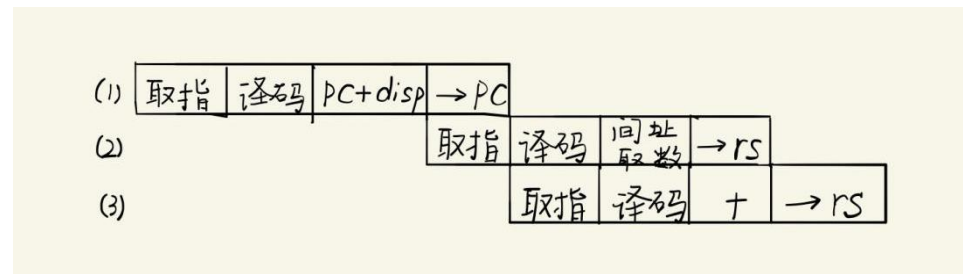 (1) 取指 译码 PC+disp →PC
(2) 取指 译码 间址取数 →rs
(3) 取指 译码 + →rs